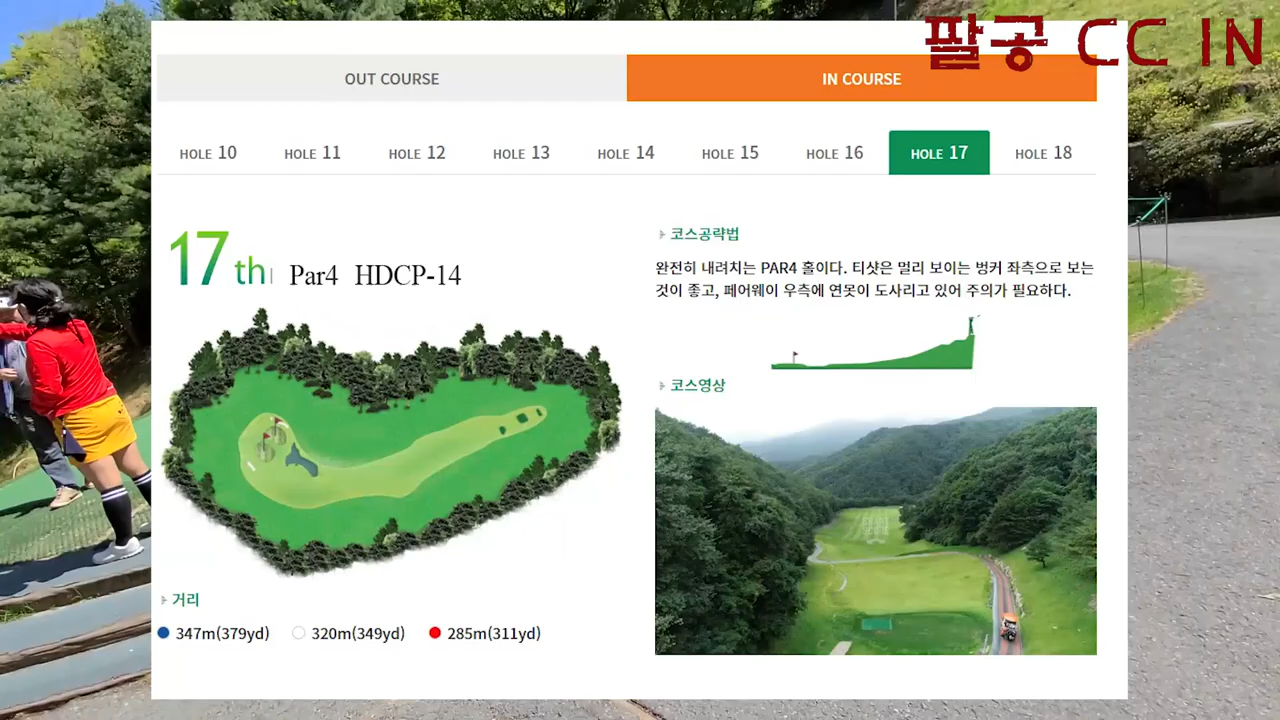 팔공 CC IN
OUT COURSE
IN COURSE
HOLE 10
HOLE 11
HOLE 12
HOLE 13
HOLE 14
HOLE 15
HOLE 16
HOLE 17
HOLE 18
17th Par4 HDCP-14
코스공략법
완전히 내려치는 PAR4 홀이다. 티샷은 멀리 보이는 벙커 좌측으로 보는
것이 좋고, 페어웨이 우측에 연못이 도사리고 있어 주의가 필요하다.
코스영상
거리
347m(379yd)
320m(349yd)
285m(311yd)